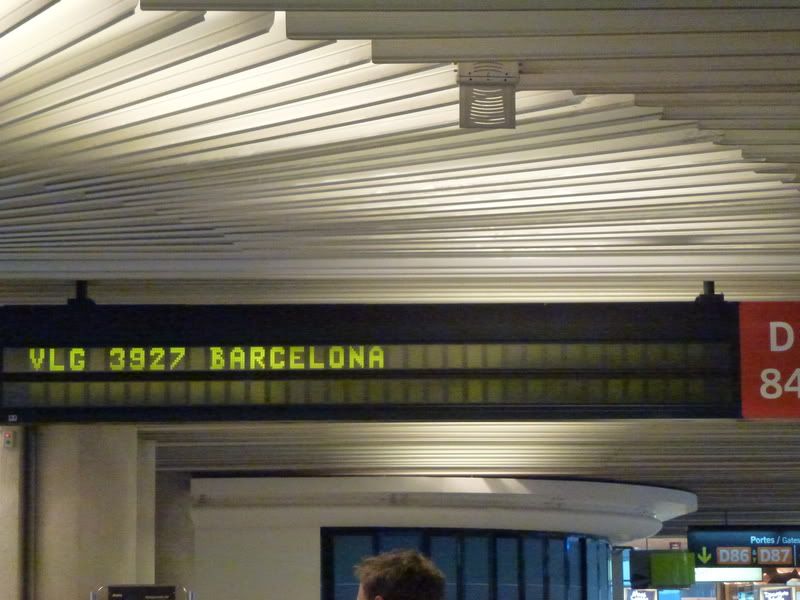 VLG 3927 BARCELONA
D
84
Portes / Gates
D86 D87